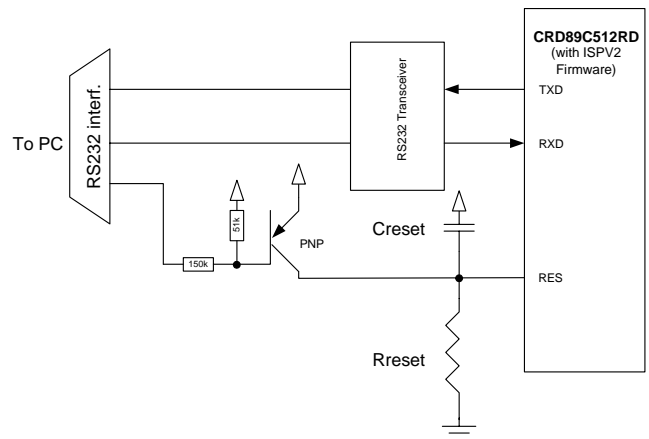 CRD89C512RD
(with ISPV2
Firmware)
TXD
To PC
RS232 interf.
RS232 Transceiver
RXD
Creset
51k
PNP
150k
RES
Rreset